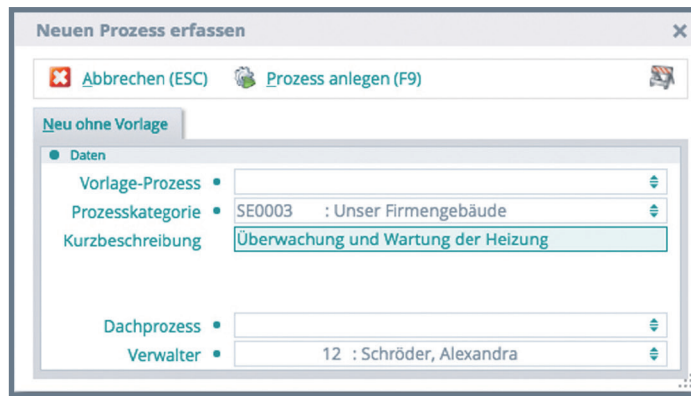 Neuen Prozess erfassen
Abbrechen (ESC) Prozess anlegen (F9)
Neu ohne Vorlage
Daten
Vorlage-Prozess
Prozesskategorie SE0003 : Unser Firmengebäude
Kurzbeschreibung Überwachung und Wartung der Heizung
Dachprozess
Verwalter 12 : Schröder, Alexandra